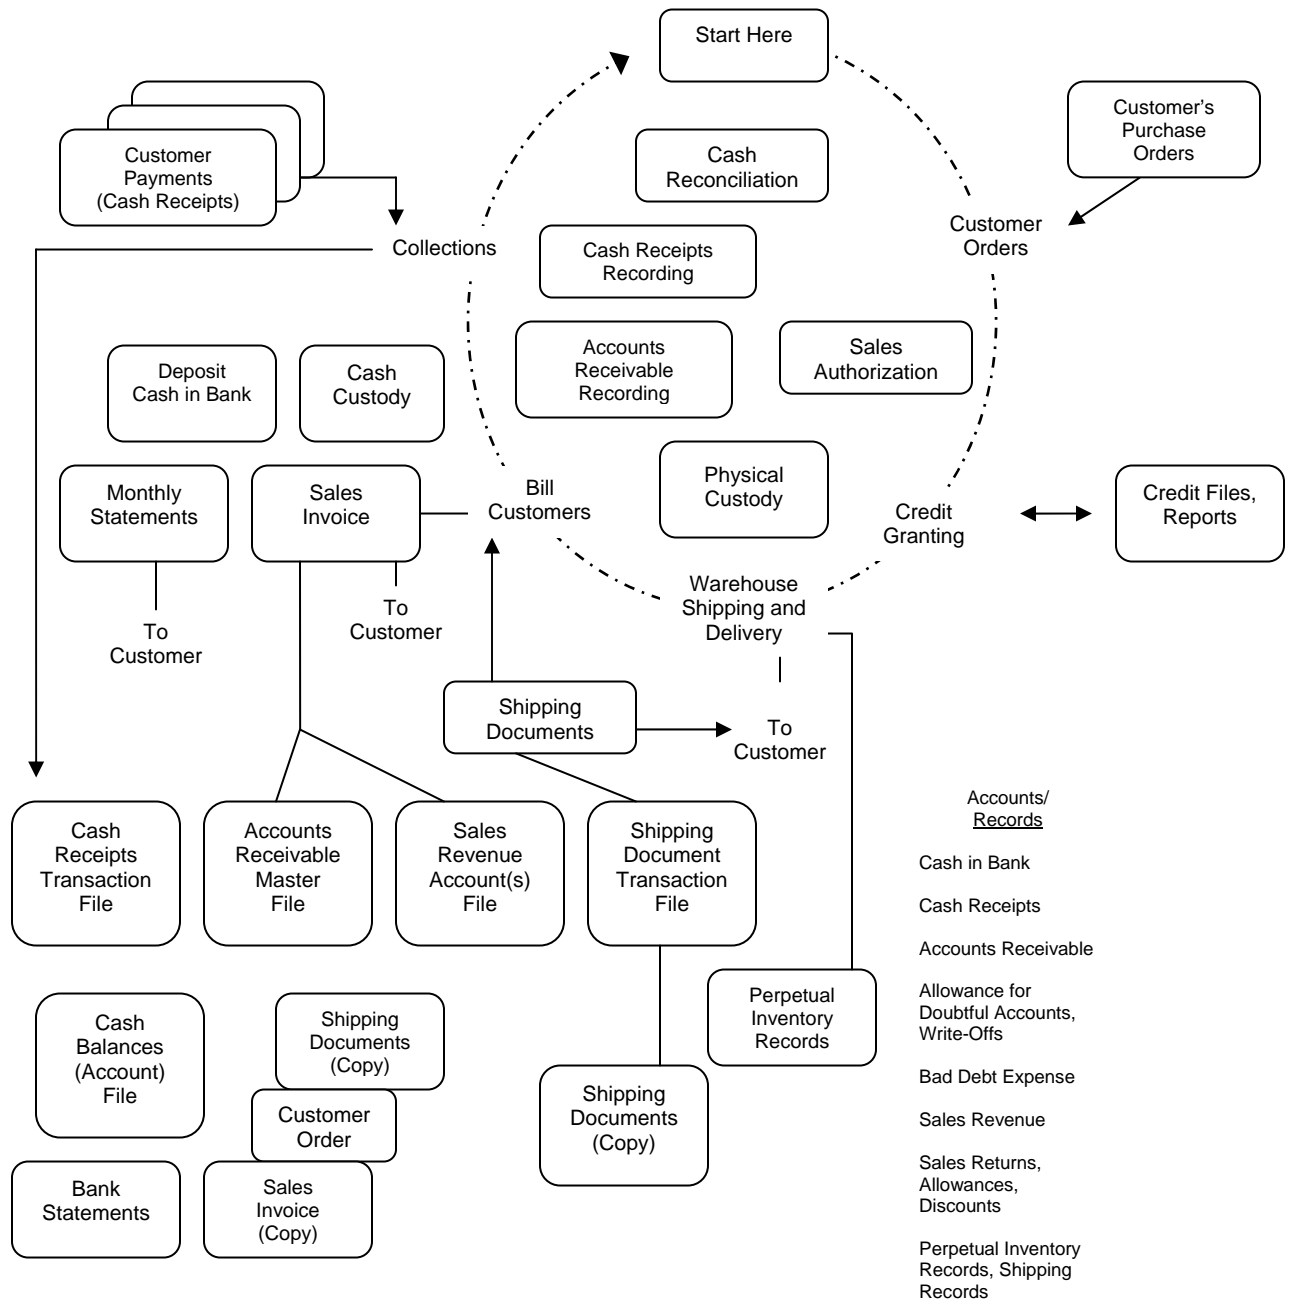 Start Here
Customer's
Purchase
Orders
Customer
Payments
(Cash Receipts)
Cash
Reconciliation
Customer
Orders
Collections
Cash Receipts
Recording
Accounts
Receivable
Recording
Sales
Authorization
Deposit
Cash in Bank
Cash
Custody
Physical
Custody
Monthly
Statements
Sales
Invoice
Bill
Customers
Credit
Granting
Credit Files,
Reports
Warehouse
Shipping and
Delivery
To
Customer
To
Customer
Shipping
Documents
To
Customer
Cash
Receipts
Transaction
File
Accounts
Receivable
Master
File
Sales
Revenue
Account(s)
File
Shipping
Document
Transaction
File
Perpetual
Inventory
Records
Cash
Balances
(Account)
File
Shipping
Documents
(Copy)
Customer
Order
Shipping
Documents
(Copy)
Bank
Statements
Sales
Invoice
(Copy)
Accounts/
Records
Cash in Bank
Cash Receipts
Accounts Receivable
Allowance for
Doubtful Accounts,
Write-Offs
Bad Debt Expense
Sales Revenue
Sales Returns,
Allowances,
Discounts
Perpetual Inventory
Records, Shipping
Records